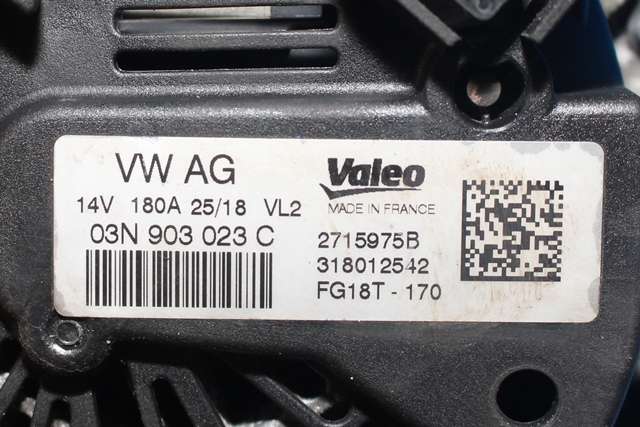 VW AG
14V 180A 25/18 VL2
03N 903 023 C
Valeo
MADE IN FRANCE
2715975B
318012542
FG18T - 170